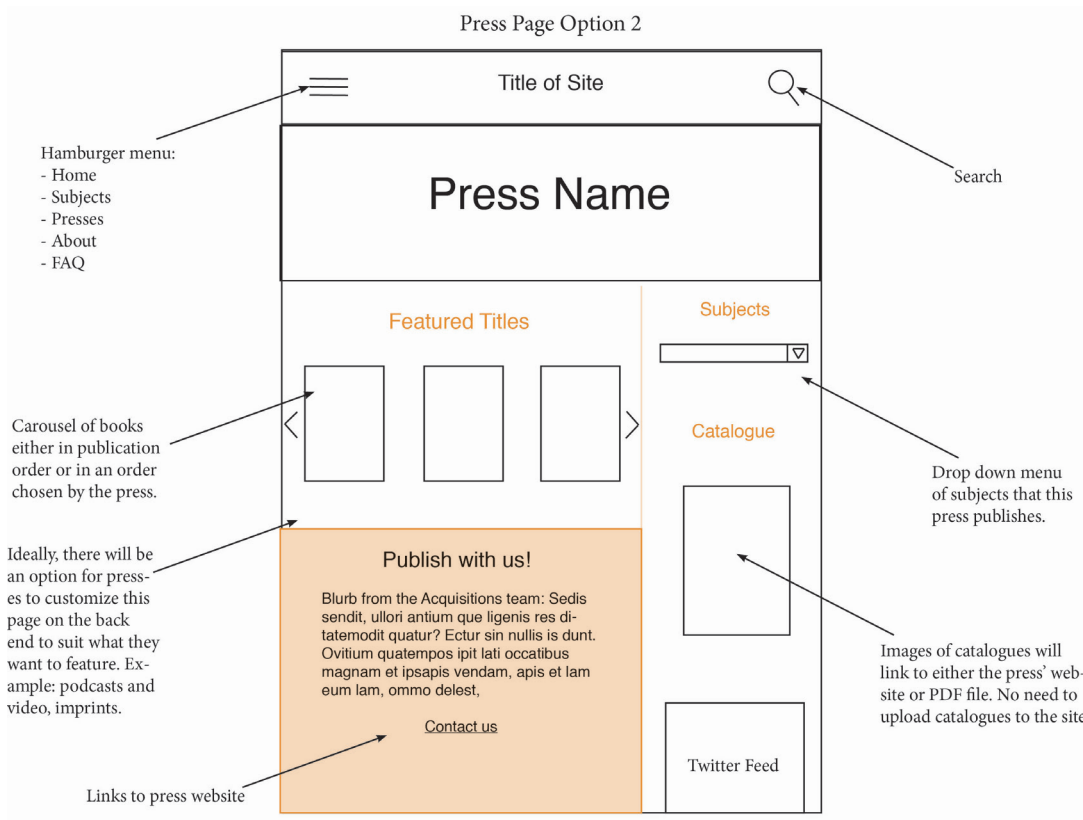 Press Page Option 2
Title of Site
Hamburger menu:
- Home
- Subjects
- Presses
- About
- FAQ
Search
Press Name
Featured Titles
Subjects
Carousel of books
either in publication
order or in an order
chosen by the press.
Catalogue
Drop down menu
of subjects that this
press publishes.
Ideally, there will be
an option for press-
es to customize this
page on the back
end to suit what they
want to feature. Ex-
ample: podcasts and
video, imprints.
Publish with us!
Blurb from the Acquisitions team: Sedis
sendit, ullori antium que ligenis res di-
tatemodit quatur? Ectur sin nullis is dunt.
Ovitium quatempos ipit lati occatibus
magnam et ipsapis vendam, apis et lam
eum lam, ommo delest,
Contact us
Links to press website
Images of catalogues will
link to either the press' web-
site or PDF file. No need to
upload catalogues to the site
Twitter Feed